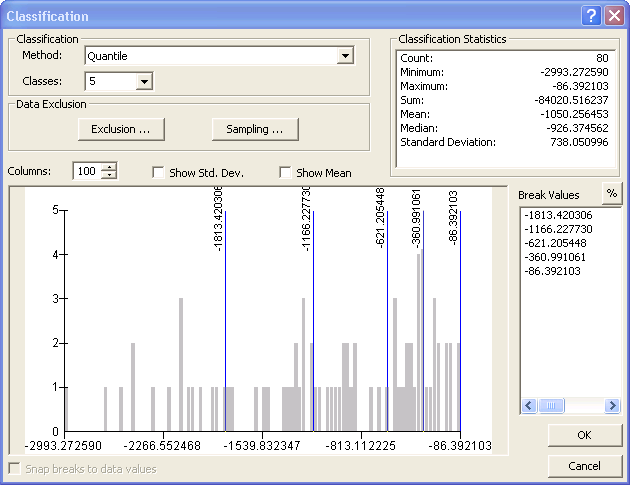 Classification
Classification
Method: Quantile
Classes: 5
Data Exclusion
Exclusion ...
Sampling ...
Classification Statistics
Count: 80
Minimum: -2993.272590
Maximum: -86.392103
Sum: -84020.516237
Mean: -1050.256453
Median: -926.374562
Standard Deviation: 738.050996
Columns: 100
Show Std. Dev.
Show Mean
Break Values
%
-1813.420306
-1166.227730
-621.205448
-360.991061
-86.392103
-1813.420306
-1166.227730
-621.205448
-360.991061
-86.392103
5
4
3
2
1
0
-2993.272590 -2266.552468 -1539.832347 -813.112225 -86.392103
Snap breaks to data values
OK
Cancel